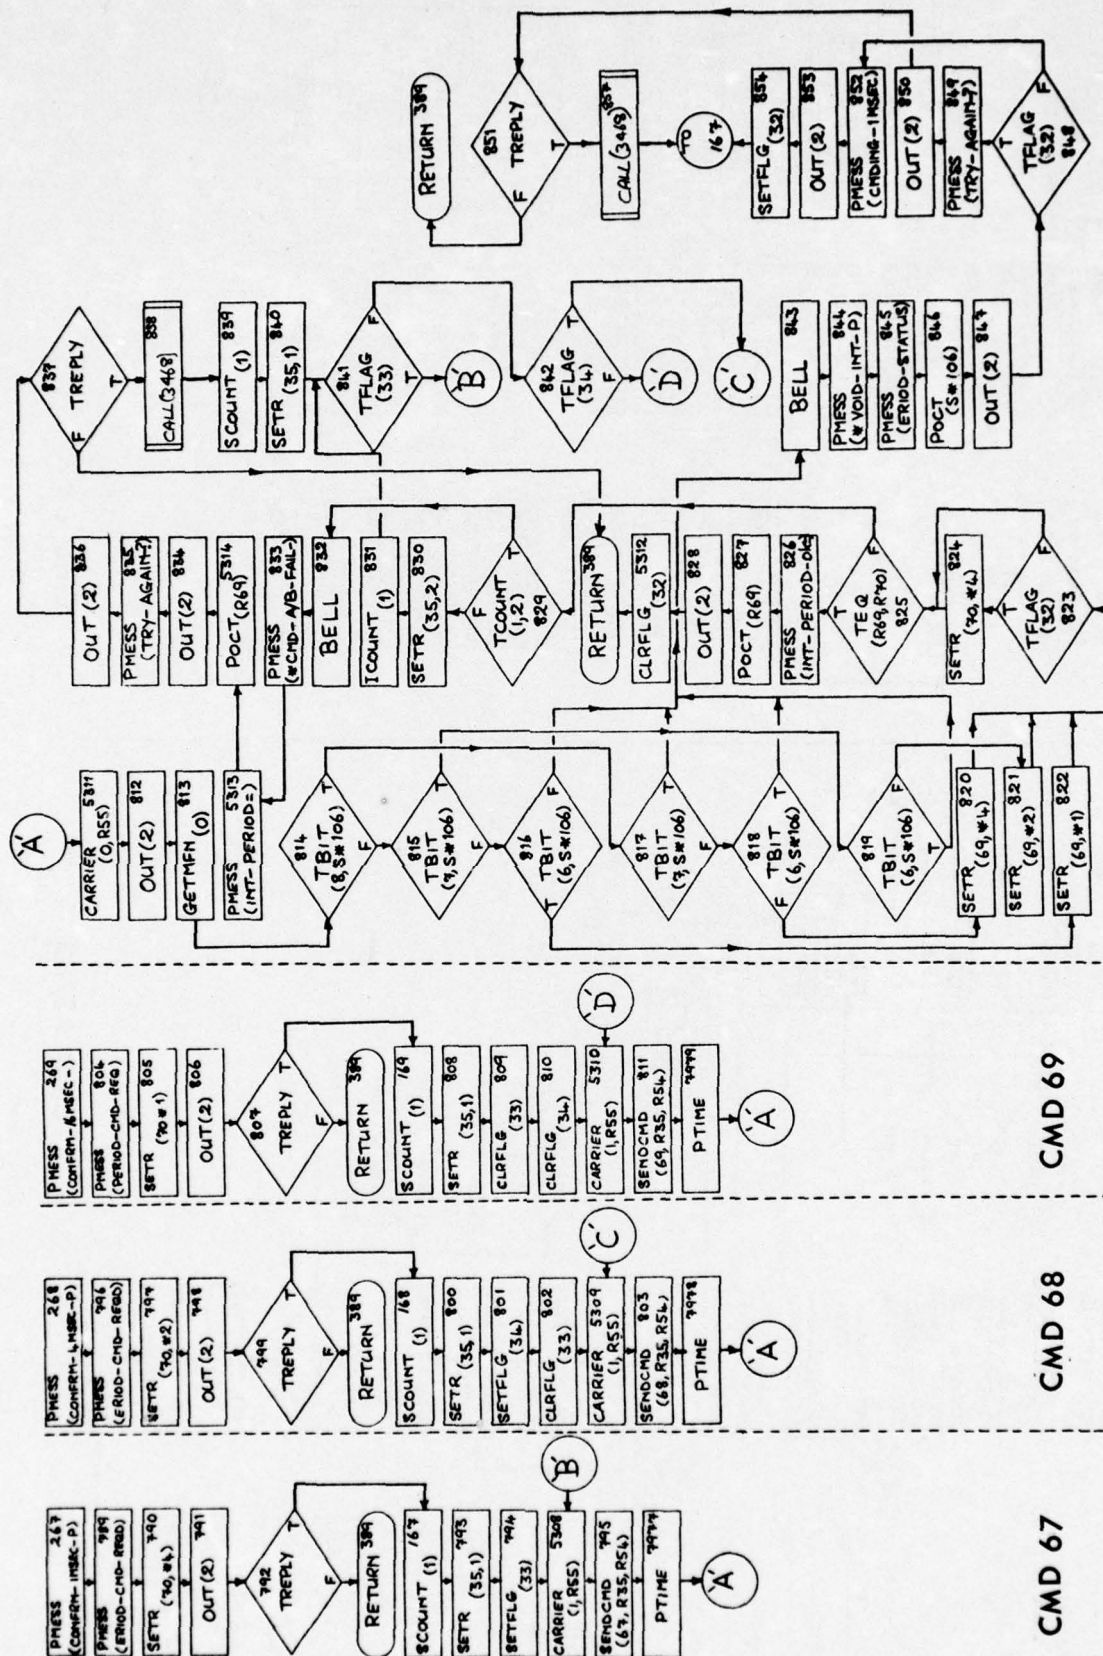 CMD 67
PMESS 267
(CONFRM-1MSEC-P)
PMESS 789
(ERIOD-CMD-REQD)
SETR 790
(70,#4)
OUT(2) 791
792
TREPLY
T
F
RETURN 389
SCOUNT 167
(1)
SETR 793
(35,1)
SETFLG 794
(33)
'B'
CARRIER 5308
(1,R55)
SENDCMD 795
(67,R35,R54)
PTIME 7977
'A'
CMD 68
PMESS 268
(CONFRM-4MSEC-P)
PMESS 796
(ERIOD-CMD-REQD)
SETR 797
(70,#2)
OUT(2) 798
799
TREPLY
T
F
RETURN 389
SCOUNT 168
(1)
SETR 800
(35,1)
SETFLG 801
(34)
CLRFLG 802
(33)
'C'
CARRIER 5309
(1,R55)
SENDCMD 803
(68,R35,R54)
PTIME 7978
'A'
CMD 69
PMESS 269
(CONFRM-16MSEC-)
PMESS 804
(PERIOD-CMD-REQ)
SETR 805
(70#1)
OUT(2) 806
807
TREPLY
T
F
RETURN 389
SCOUNT 169
(1)
SETR 808
(35,1)
CLRFLG 809
(33)
CLRFLG 810
(34)
'D'
CARRIER 5310
(1,R55)
SENDCMD 811
(69,R35,R54)
PTIME 7979
'A'
'A'
CARRIER 5311
(0,R55)
OUT(2) 812
GETMFN 813
(0)
PMESS 5313
(INT-PERIOD=)
814
TBIT
(8,S#106)
F
T
815
TBIT
(7,S#106)
F
T
816
TBIT
(6,S#106)
T
F
817
TBIT
(7,S#106)
F
T
818
TBIT
(6,S#106)
F
T
819
TBIT
(6,S#106)
T
F
SETR 820
(69,#4)
SETR 821
(69,#2)
SETR 822
(69,#1)
OUT(2) 836
PMESS 835
(TRY-AGAIN-?)
OUT(2) 834
POCT 5314
(R69)
PMESS 833
(#CMD-A/B-FAIL-)
BELL 832
ICOUNT 831
(1)
SETR 830
(35,2)
F
TCOUNT
(1,2)
829
T
RETURN 389
CLRFLG 5312
(32)
OUT(2) 828
POCT 827
(R69)
PMESS 826
(INT-PERIOD-OK=)
T
TEQ
(R69,R70)
825
F
SETR 824
(70,#4)
T
TFLAG
(32)
823
F
837
TREPLY
F
T
CALL(3468) 838
SCOUNT 839
(1)
SETR 840
(35,1)
841
TFLAG
(33)
F
T
'B'
842
TFLAG
(34)
T
F
'D'
'C'
BELL 843
PMESS 844
(#VOID-INT-P)
PMESS 845
(ERIOD-STATUS)
POCT 846
(S#106)
OUT(2) 847
RETURN 389
851
TREPLY
F
T
CALL(3468) 857
TO
167
SETFLG 854
(32)
OUT(2) 853
PMESS 852
(CMDING-1MSEC)
OUT(2) 850
PMESS 849
(TRY-AGAIN-?)
T
TFLAG
(32)
848
F